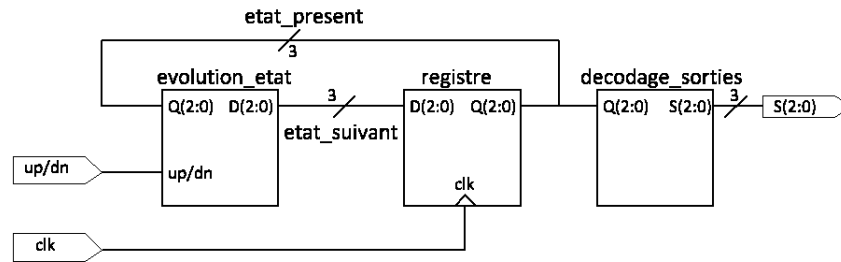 etat_present
3
evolution_etat
registre
decodage_sorties
Q(2:0) D(2:0)
3
D(2:0) Q(2:0)
Q(2:0) S(2:0)
3
S(2:0)
etat_suivant
up/dn
up/dn
clk
clk